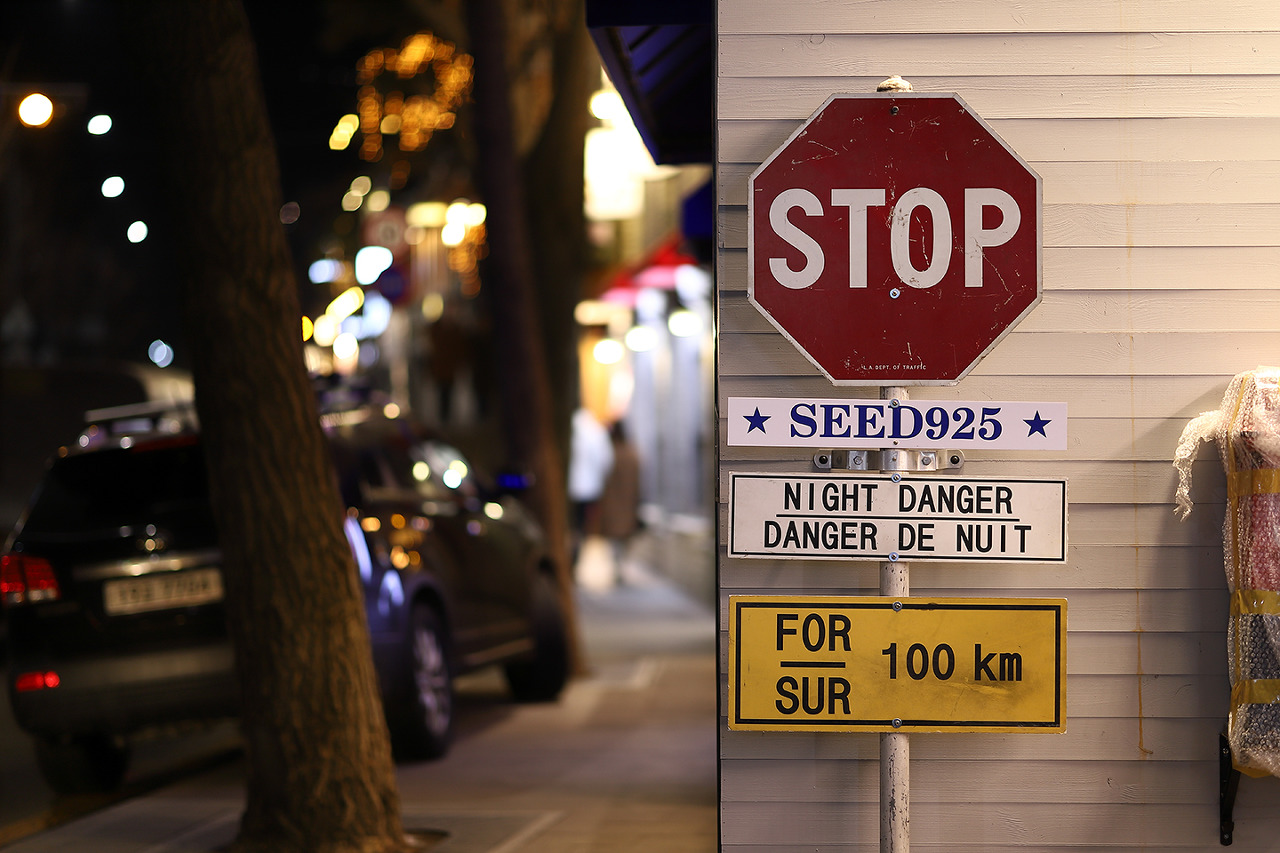 STOP
L.A. DEPT. OF TRAFFIC
★ SEED925 ★
NIGHT DANGER
DANGER DE NUIT
FOR
SUR
100 km